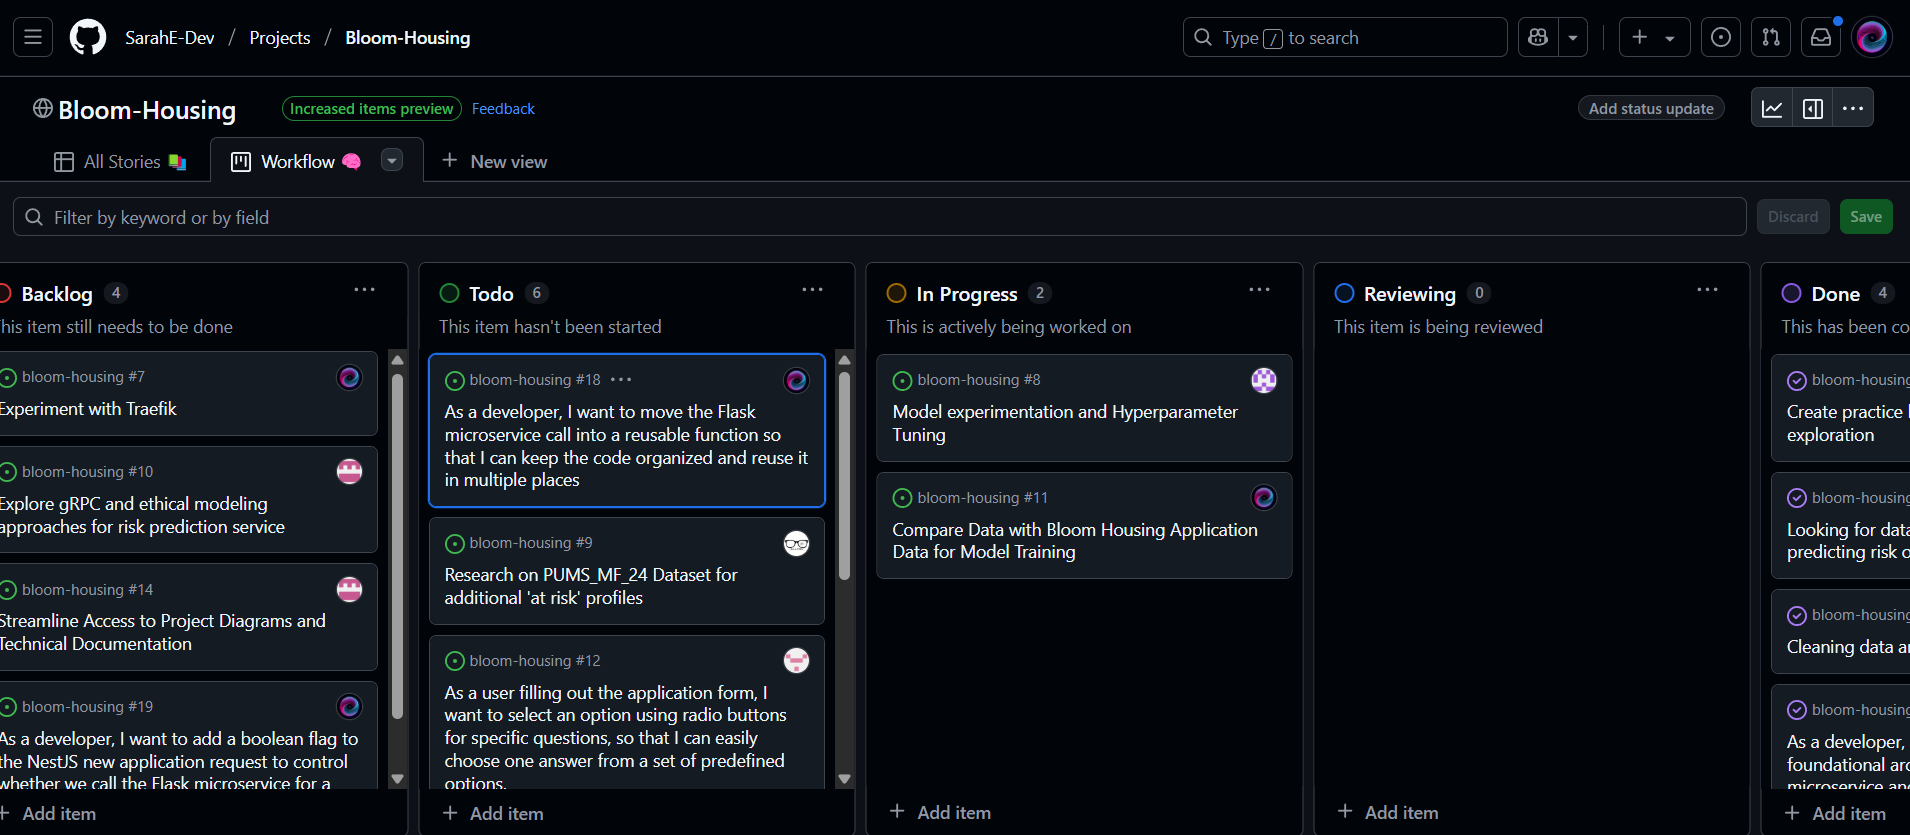 SarahE-Dev / Projects / Bloom-Housing
Type / to search
Bloom-Housing
Increased items preview
Feedback
Add status update
All Stories
Workflow
New view
Filter by keyword or by field
Discard
Save
Backlog 4
his item still needs to be done
bloom-housing #7
Experiment with Traefik
bloom-housing #10
Explore gRPC and ethical modeling
approaches for risk prediction service
bloom-housing #14
Streamline Access to Project Diagrams and
Technical Documentation
bloom-housing #19
As a developer, I want to add a boolean flag to
the NestJS new application request to control
whether we call the Flask microservice for a
Add item
Todo 6
This item hasn't been started
bloom-housing #18
As a developer, I want to move the Flask
microservice call into a reusable function so
that I can keep the code organized and reuse it
in multiple places
bloom-housing #9
Research on PUMS_MF_24 Dataset for
additional 'at risk' profiles
bloom-housing #12
As a user filling out the application form, I
want to select an option using radio buttons
for specific questions, so that I can easily
choose one answer from a set of predefined
options.
Add item
In Progress 2
This is actively being worked on
bloom-housing #8
Model experimentation and Hyperparameter
Tuning
bloom-housing #11
Compare Data with Bloom Housing Application
Data for Model Training
Add item
Reviewing 0
This item is being reviewed
Add item
Done 4
This has been co
bloom-housing
Create practice
exploration
bloom-housing
Looking for data
predicting risk o
bloom-housing
Cleaning data a
bloom-housing
As a developer,
foundational arc
microservice and
Add item